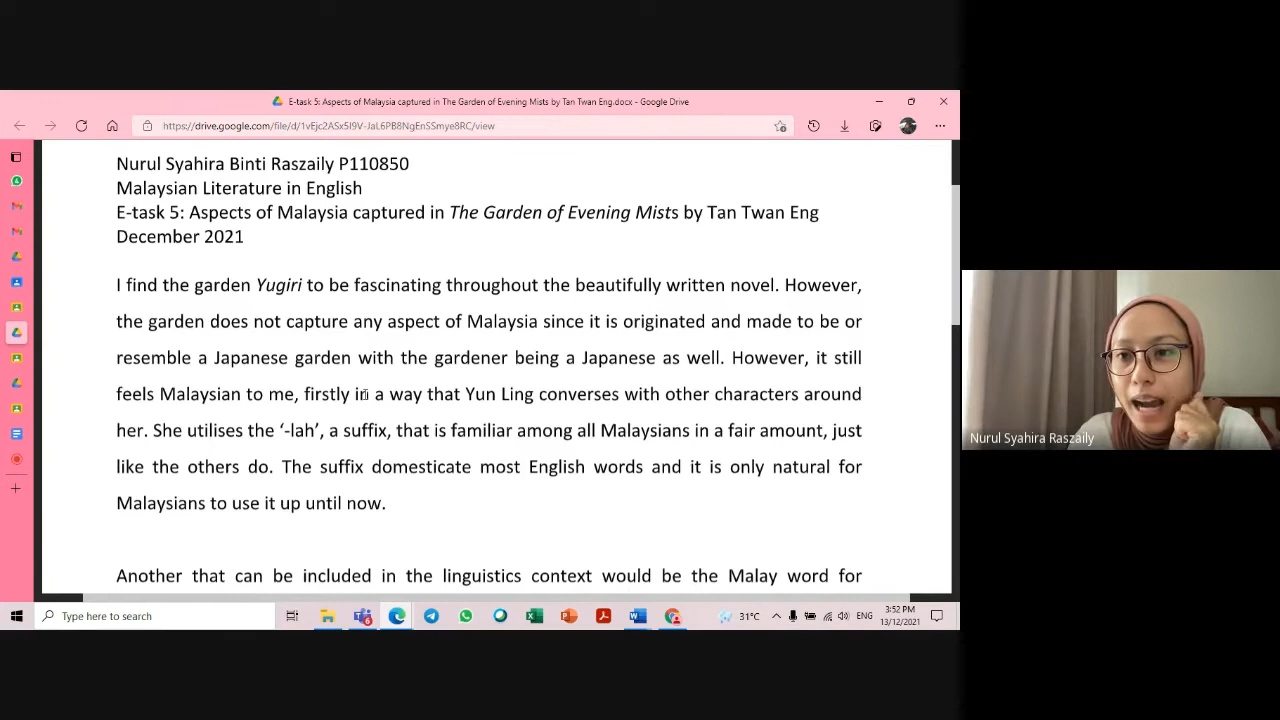 E-task 5: Aspects of Malaysia captured in The Garden of Evening Mists by Tan Twan Eng.docx - Google Drive
https://drive.google.com/file/d/1vEjc2ASx5I9V-JaL6PB8NgEnSSmye8RC/view
Nurul Syahira Binti Raszaily P110850
Malaysian Literature in English
E-task 5: Aspects of Malaysia captured in The Garden of Evening Mists by Tan Twan Eng
December 2021
I find the garden Yugiri to be fascinating throughout the beautifully written novel. However,
the garden does not capture any aspect of Malaysia since it is originated and made to be or
resemble a Japanese garden with the gardener being a Japanese as well. However, it still
feels Malaysian to me, firstly in a way that Yun Ling converses with other characters around
her. She utilises the ‘-lah’, a suffix, that is familiar among all Malaysians in a fair amount, just
like the others do. The suffix domesticate most English words and it is only natural for
Malaysians to use it up until now.
Another that can be included in the linguistics context would be the Malay word for
Nurul Syahira Raszaily
Type here to search
31°C
ENG
3:52 PM
13/12/2021